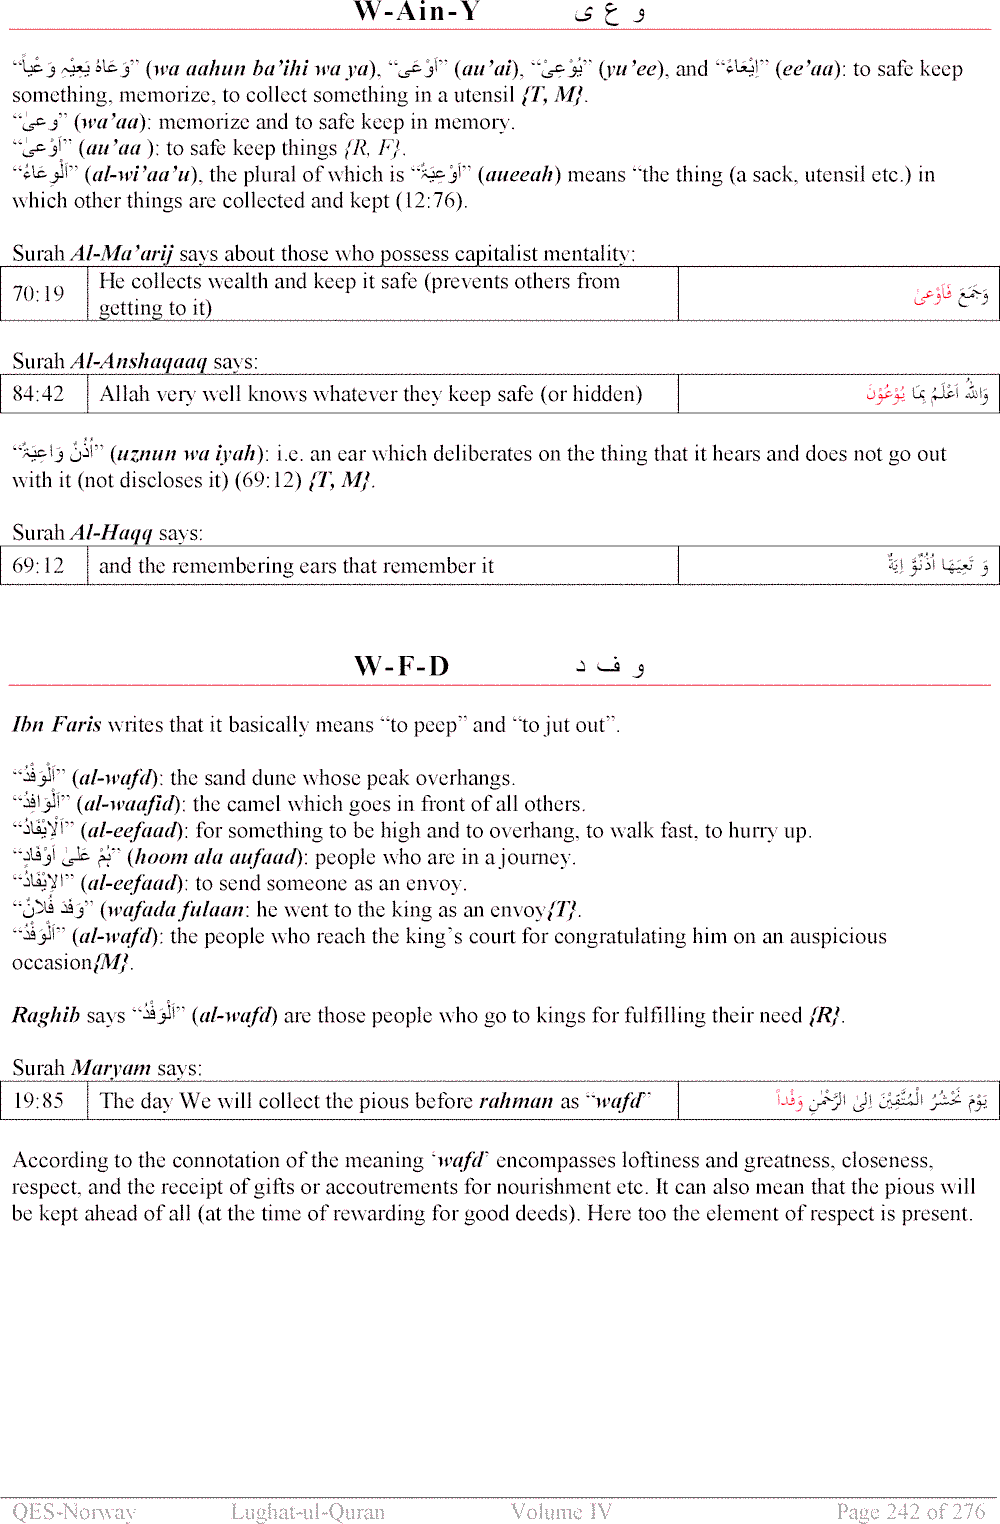 W-Ain-Y و ع ی
“وَعَاهُ یَعِیْہِ وَعْیاً” (wa aahun ba’ihi wa ya), “اَوْعَی” (au’ai), “یُوْعِیْ” (yu’ee), and “اِیْعَاءً” (ee’aa): to safe keep
something, memorize, to collect something in a utensil {T, M}.
“وعیٰ” (wa’aa): memorize and to safe keep in memory.
“اَوْعیٰ” (au’aa ): to safe keep things {R, F}.
“اَلْوِعَاءُ” (al-wi’aa’u), the plural of which is “اَوْعِیَۃٌ” (aueeah) means “the thing (a sack, utensil etc.) in
which other things are collected and kept (12:76).
Surah Al-Ma’arij says about those who possess capitalist mentality:
70:19 He collects wealth and keep it safe (prevents others from وَجَمَعَ فَاَوْعیٰ
getting to it)
Surah Al-Anshaqaaq says:
84:42 Allah very well knows whatever they keep safe (or hidden) وَاللّٰہُ اَعْلَمُ بِمَا یُوْعُوْنَ
“اُذُنٌ وَاعِیَۃٌ” (uznun wa iyah): i.e. an ear which deliberates on the thing that it hears and does not go out
with it (not discloses it) (69:12) {T, M}.
Surah Al-Haqq says:
69:12 and the remembering ears that remember it وَ تَعِیَھَا اُذُنٌوَّ اِیَۃٌ
W-F-D و ف د
Ibn Faris writes that it basically means “to peep” and “to jut out”.
“اَلْوَفْدُ” (al-wafd): the sand dune whose peak overhangs.
“اَلْوَافِدُ” (al-waafid): the camel which goes in front of all others.
“اَلْاِیْفَادُ” (al-eefaad): for something to be high and to overhang, to walk fast, to hurry up.
“ہُمْ عَلیٰ اَوْفَادٍ” (hoom ala aufaad): people who are in a journey.
“الاِیْفَادُ” (al-eefaad): to send someone as an envoy.
“وَفَدَ فُلَانٌ” (wafada fulaan: he went to the king as an envoy{T}.
“اَلْوَفْدُ” (al-wafd): the people who reach the king’s court for congratulating him on an auspicious
occasion{M}.
Raghib says “اَلْوَفْدُ” (al-wafd) are those people who go to kings for fulfilling their need {R}.
Surah Maryam says:
19:85 The day We will collect the pious before rahman as “wafd” یَوْمَ نَحْشُرُ الْمُتَّقِیْنَ اِلیٰ الرَّحْمٰنِ وَفْداً
According to the connotation of the meaning ‘wafd’ encompasses loftiness and greatness, closeness,
respect, and the receipt of gifts or accoutrements for nourishment etc. It can also mean that the pious will
be kept ahead of all (at the time of rewarding for good deeds). Here too the element of respect is present.
QES-Norway Lughat-ul-Quran Volume IV Page 242 of 276